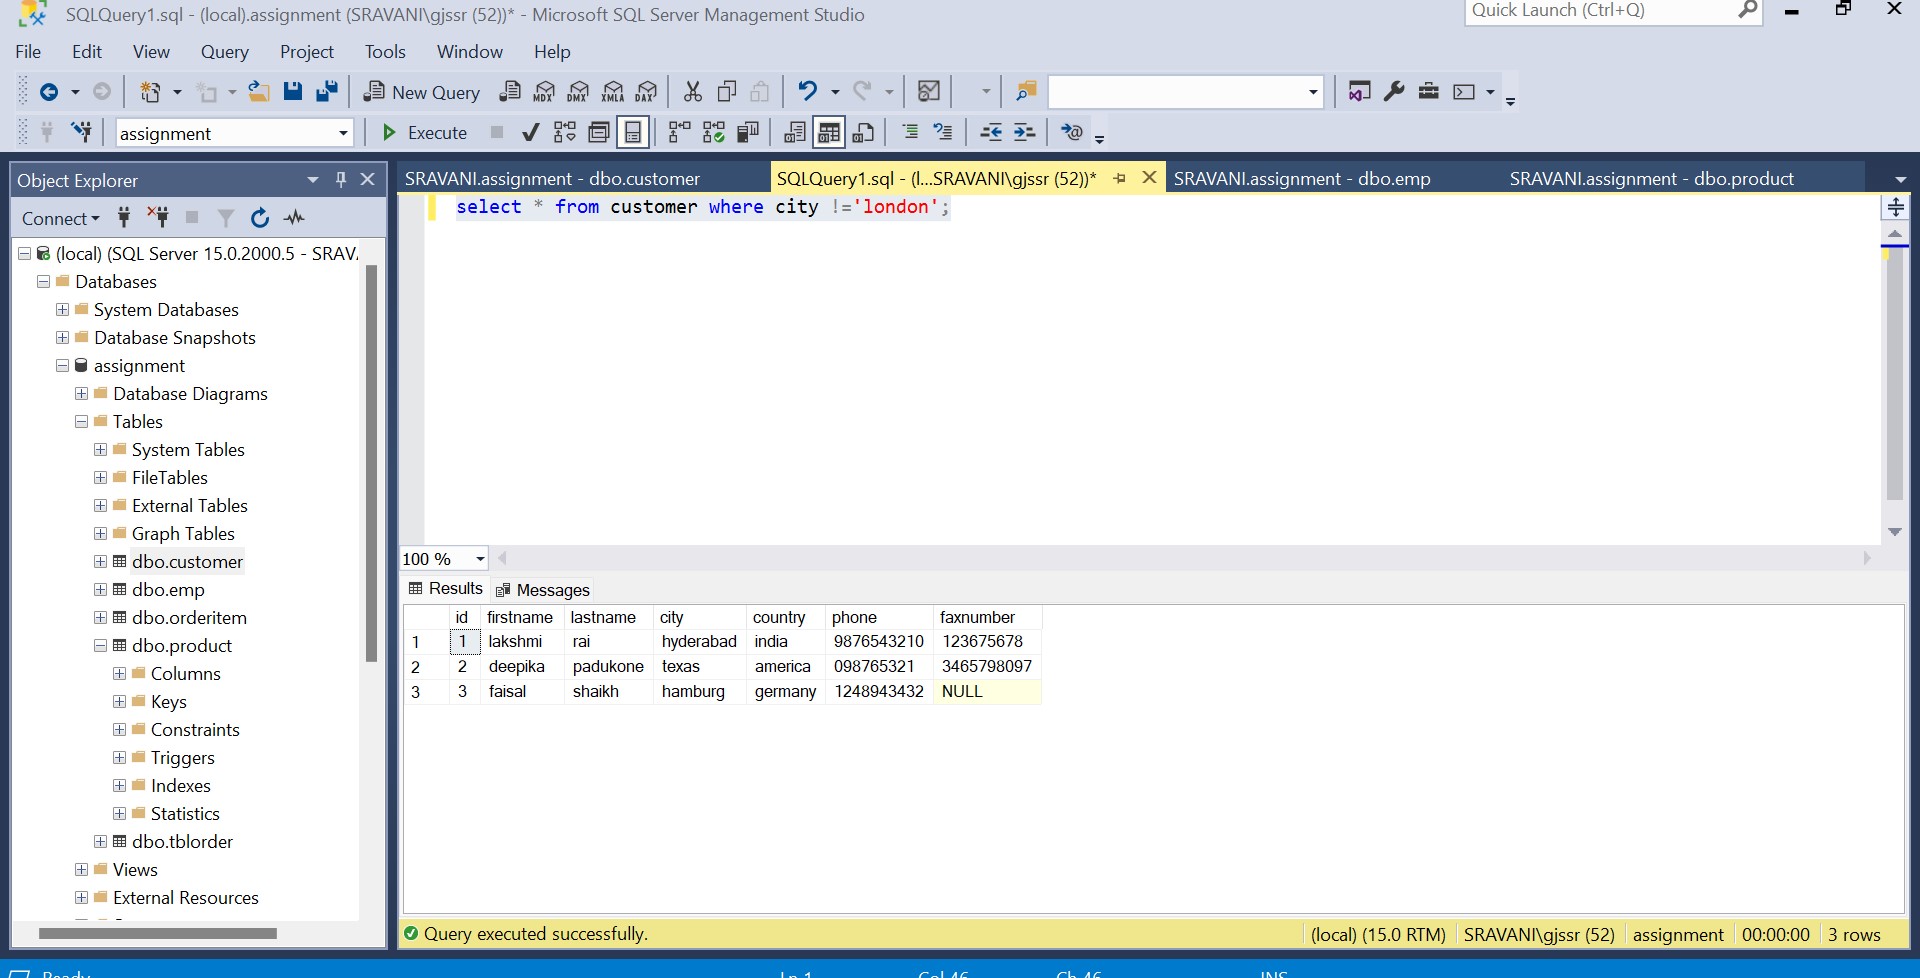 SQLQuery1.sql - (local).assignment (SRAVANI\gjssr (52))* - Microsoft SQL Server Management Studio
Quick Launch (Ctrl+Q)
File Edit View Query Project Tools Window Help
New Query MDX DMX XMLA DAX
assignment Execute
Object Explorer
SRAVANI.assignment - dbo.customer SQLQuery1.sql - (l...SRAVANI\gjssr (52))* SRAVANI.assignment - dbo.emp SRAVANI.assignment - dbo.product
Connect
select * from customer where city !='london';
(local) (SQL Server 15.0.2000.5 - SRAV
Databases
System Databases
Database Snapshots
assignment
Database Diagrams
Tables
System Tables
FileTables
External Tables
Graph Tables
dbo.customer
dbo.emp
dbo.orderitem
dbo.product
Columns
Keys
Constraints
Triggers
Indexes
Statistics
dbo.tblorder
Views
External Resources
100 %
Results Messages
id firstname lastname city country phone faxnumber
1 1 lakshmi rai hyderabad india 9876543210 123675678
2 2 deepika padukone texas america 098765321 3465798097
3 3 faisal shaikh hamburg germany 1248943432 NULL
Query executed successfully. (local) (15.0 RTM) SRAVANI\gjssr (52) assignment 00:00:00 3 rows
Ready Ln 1 Col 46 Ch 46 INS